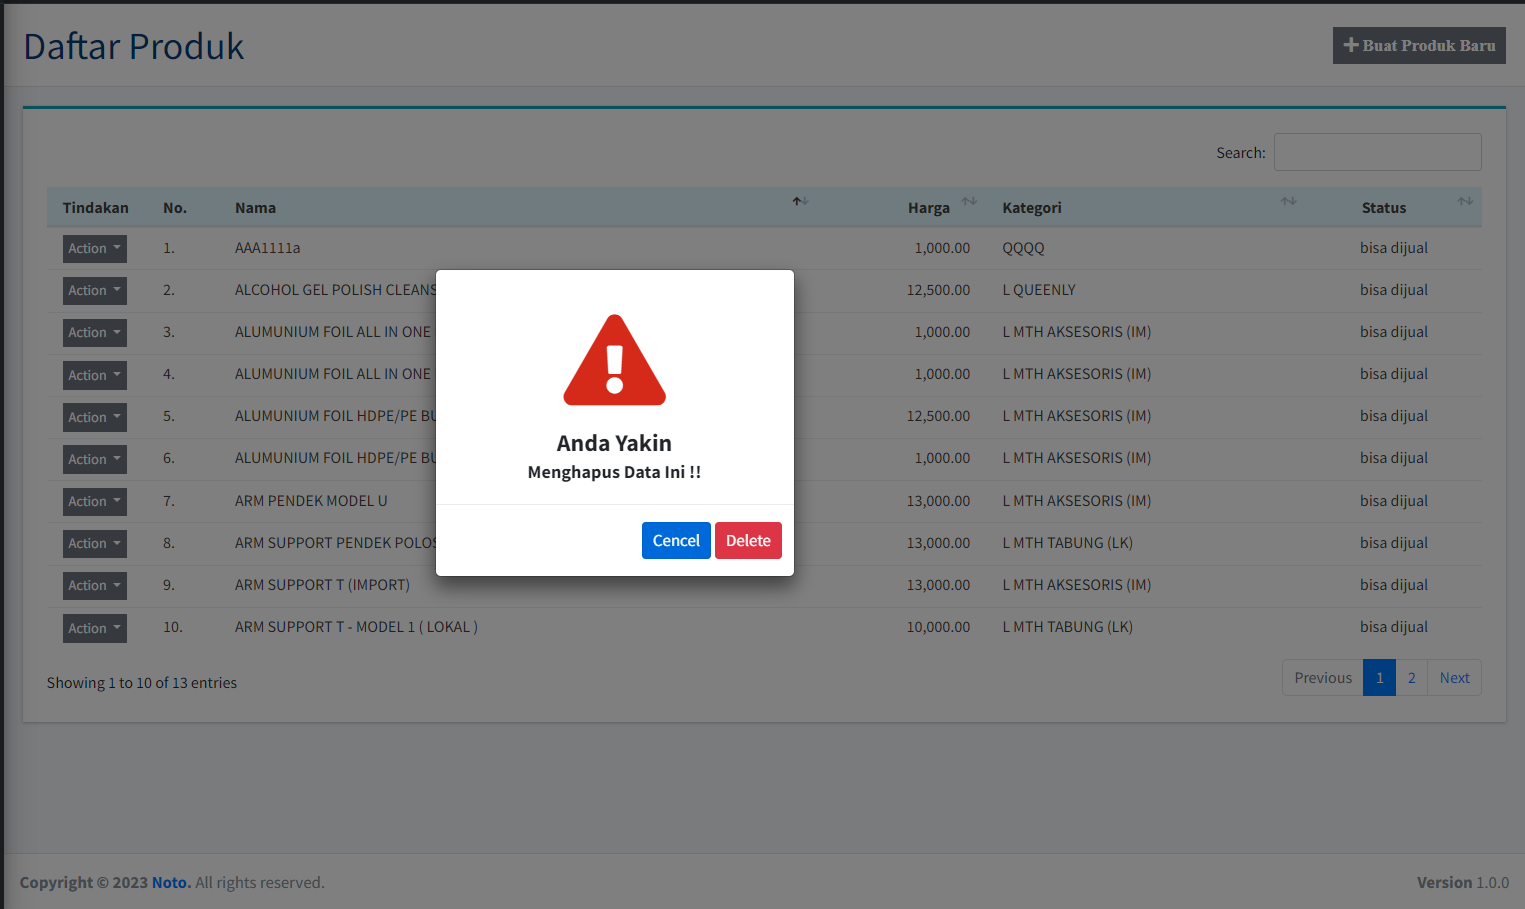 Daftar Produk
Buat Produk Baru
Search:
Tindakan No. Nama Harga Kategori Status
Action 1. AAA1111a 1,000.00 QQQQ bisa dijual
Action 2. ALCOHOL GEL POLISH 12,500.00 L QUEENLY bisa dijual
Action 3. ALUMUNIUM FOIL ALL IN ONE 1,000.00 L MTH AKSESORIS (IM) bisa dijual
Action 4. ALUMUNIUM FOIL ALL IN ONE 1,000.00 L MTH AKSESORIS (IM) bisa dijual
Action 5. ALUMUNIUM FOIL HDPE/PE 12,500.00 L MTH AKSESORIS (IM) bisa dijual
Action 6. ALUMUNIUM FOIL HDPE/PE 1,000.00 L MTH AKSESORIS (IM) bisa dijual
Action 7. ARM PENDEK MODEL U 13,000.00 L MTH AKSESORIS (IM) bisa dijual
Action 8. ARM SUPPORT PENDEK 13,000.00 L MTH TABUNG (LK) bisa dijual
Action 9. ARM SUPPORT T (IMPORT) 13,000.00 L MTH AKSESORIS (IM) bisa dijual
Action 10. ARM SUPPORT T - MODEL 1 ( LOKAL ) 10,000.00 L MTH TABUNG (LK) bisa dijual
Anda Yakin
Menghapus Data Ini !!
Cencel Delete
Showing 1 to 10 of 13 entries
Previous 1 2 Next
Copyright © 2023 Noto. All rights reserved.
Version 1.0.0